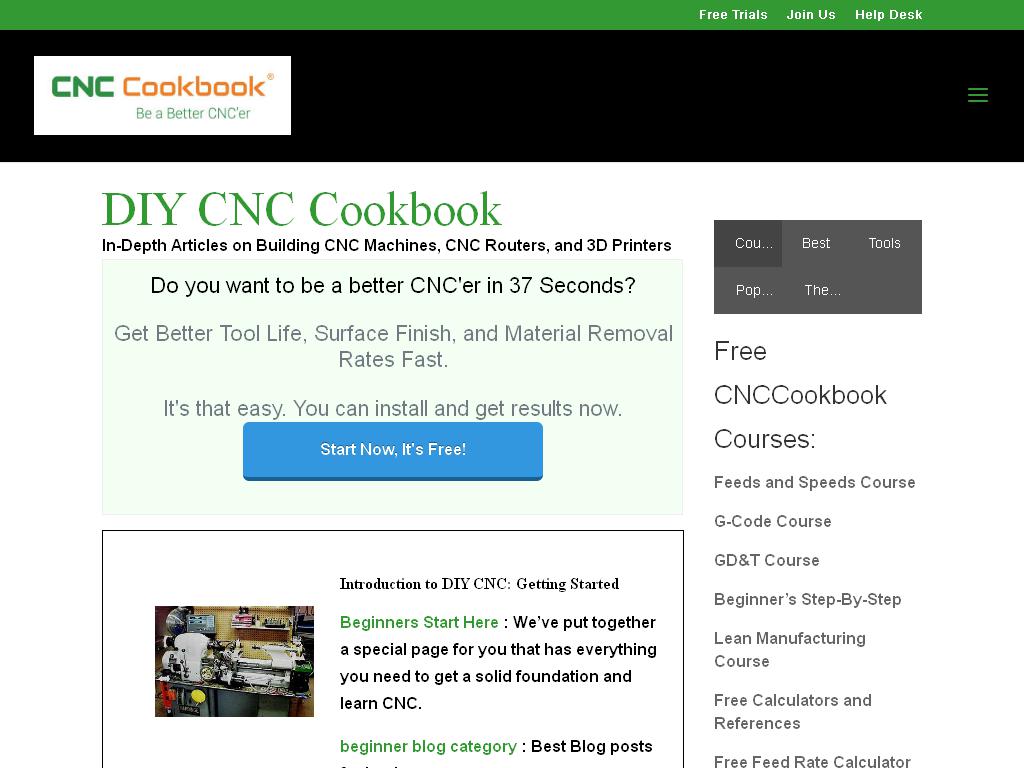 Free Trials Join Us Help Desk
CNC Cookbook®
Be a Better CNC'er
DIY CNC Cookbook
In-Depth Articles on Building CNC Machines, CNC Routers, and 3D Printers
Do you want to be a better CNC'er in 37 Seconds?
Get Better Tool Life, Surface Finish, and Material Removal
Rates Fast.
It's that easy. You can install and get results now.
Start Now, It's Free!
Introduction to DIY CNC: Getting Started
Beginners Start Here : We’ve put together
a special page for you that has everything
you need to get a solid foundation and
learn CNC.
beginner blog category : Best Blog posts
Cou... Best Tools
Pop... The...
Free
CNCCookbook
Courses:
Feeds and Speeds Course
G-Code Course
GD&T Course
Beginner’s Step-By-Step
Lean Manufacturing
Course
Free Calculators and
References
Free Feed Rate Calculator